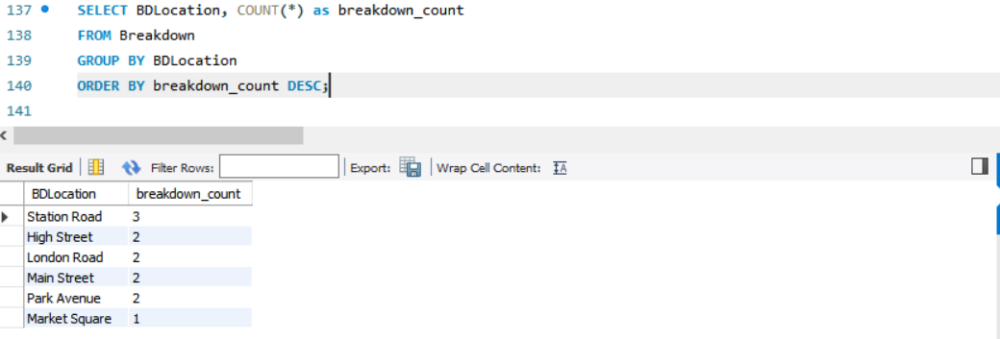 137 SELECT BDLocation, COUNT(*) as breakdown_count
138 FROM Breakdown
139 GROUP BY BDLocation
140 ORDER BY breakdown_count DESC;
141
Result Grid Filter Rows: Export: Wrap Cell Content:
BDLocation breakdown_count
Station Road 3
High Street 2
London Road 2
Main Street 2
Park Avenue 2
Market Square 1